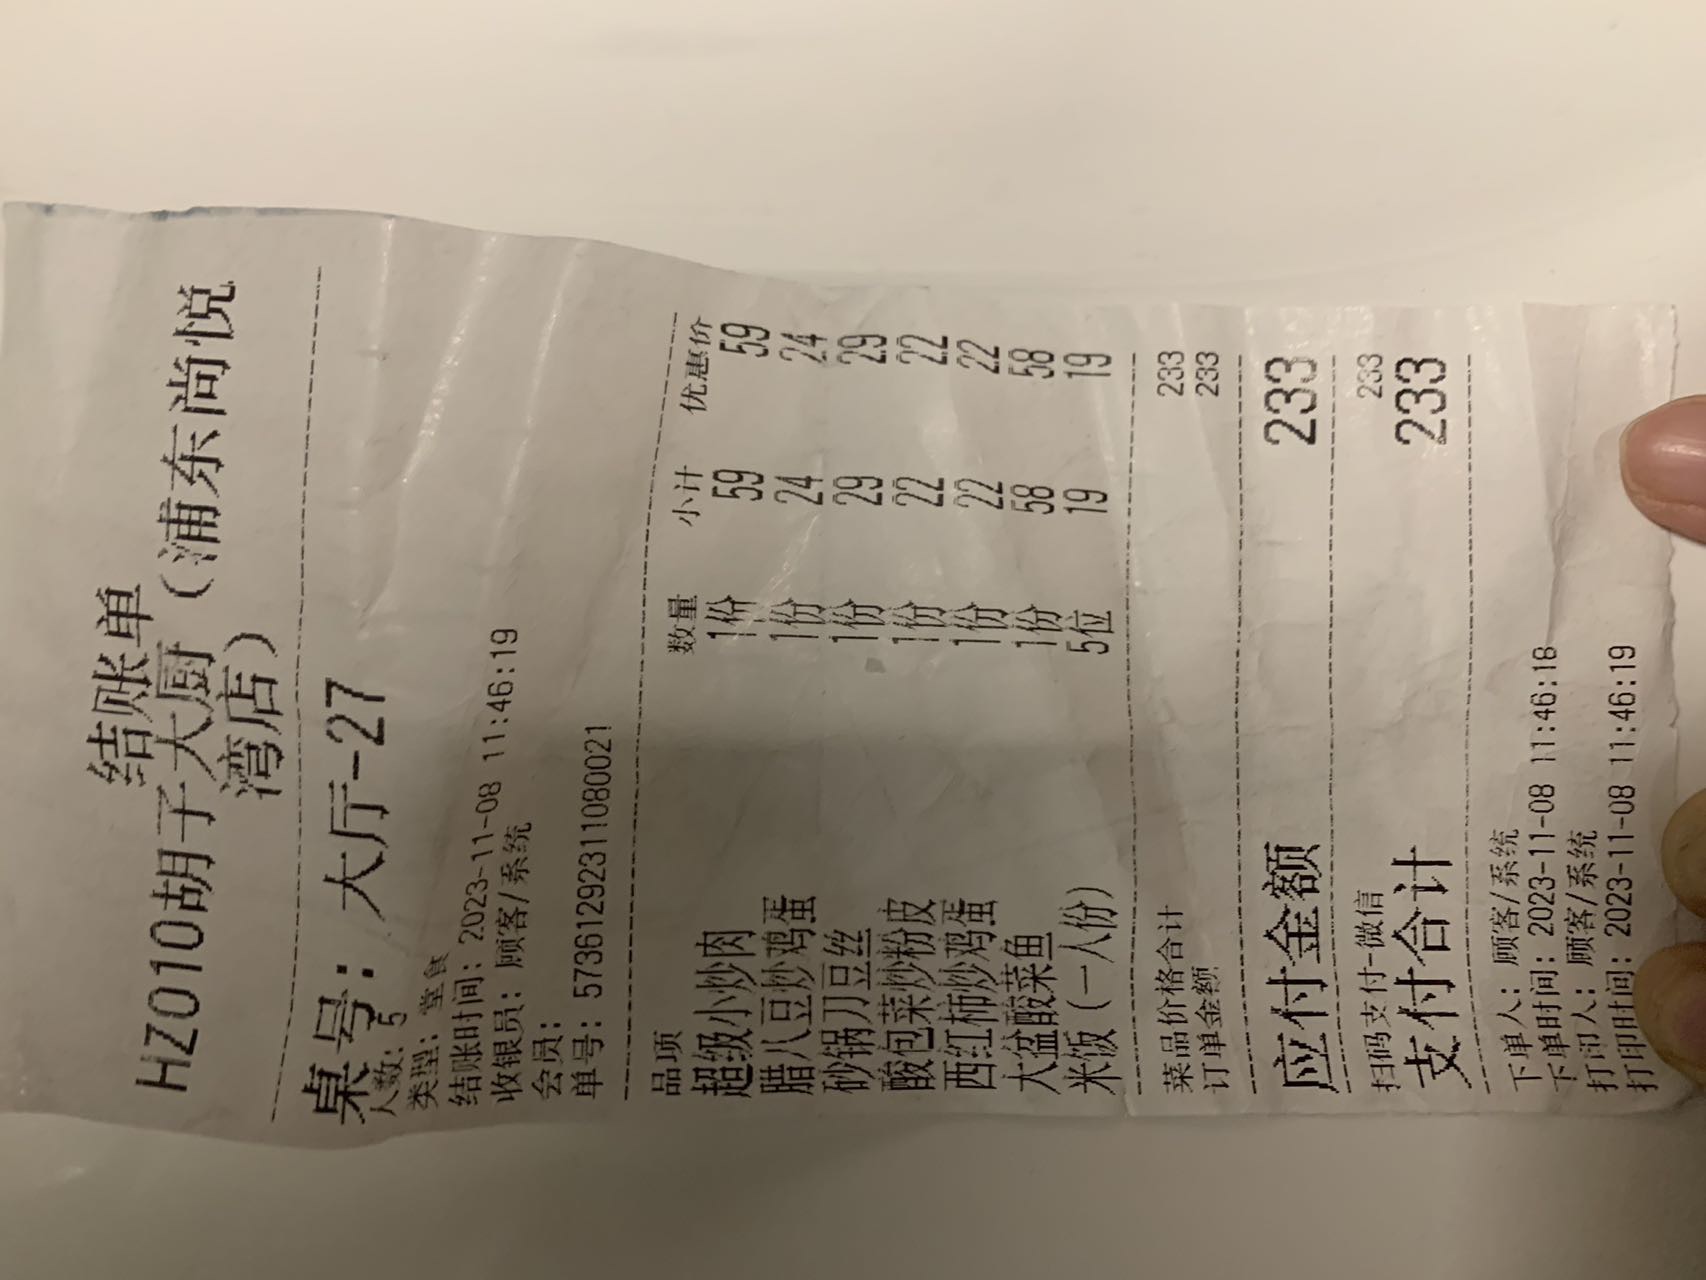 结账单
HZ010胡子大厨（浦东尚悦
湾店）
桌号：大厅-27
人数：5
类型：堂食
结账时间：2023-11-08 11:46:19
收银员：顾客/系统
会员：
单号：573612923110800​21
品项 数量 小计 优惠价
超级小炒肉 1份 59 59
腊八豆炒鸡蛋 1份 24 24
砂锅刀豆丝 1份 29 29
酸包菜炒粉皮 1份 22 22
西红柿炒鸡蛋 1份 22 22
大盆酸菜鱼 1份 58 58
米饭（一人份） 5位 19 19
菜品价格合计 233
订单金额 233
应付金额 233
扫码支付-微信 233
支付合计 233
下单人：顾客/系统
下单时间：2023-11-08 11:46:18
打印人：顾客/系统
打印时间：2023-11-08 11:46:19